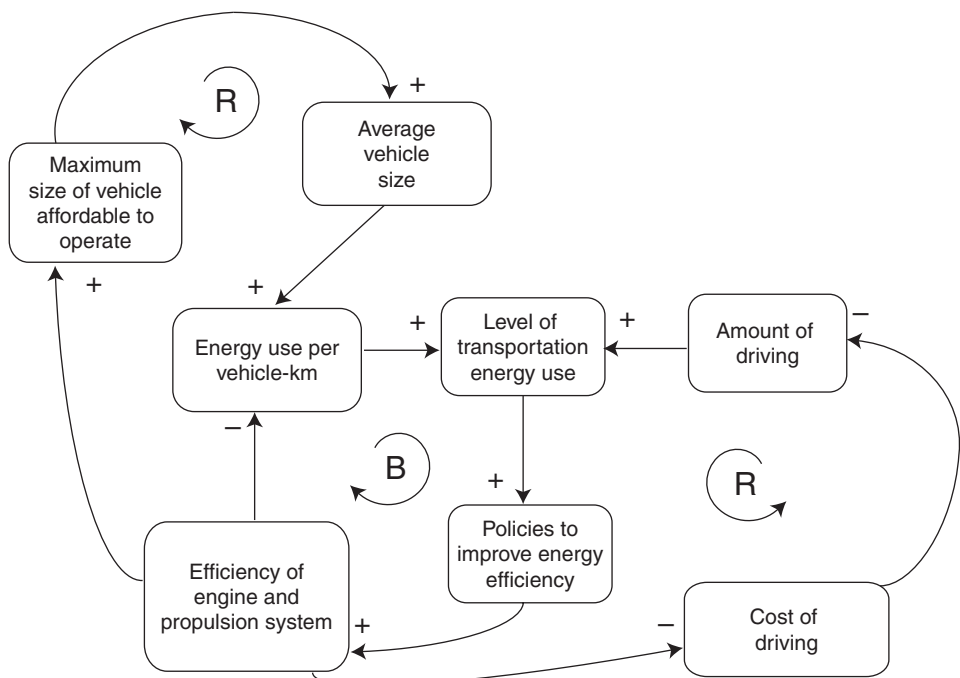 +
R
Average
vehicle
size
Maximum
size of vehicle
affordable to
operate
+
+
Energy use per
vehicle-km
+
Level of
transportation
energy use
+
Amount of
driving
−
−
B
+
R
Policies to
improve energy
efficiency
Efficiency of
engine and
propulsion system
+
−
Cost of
driving